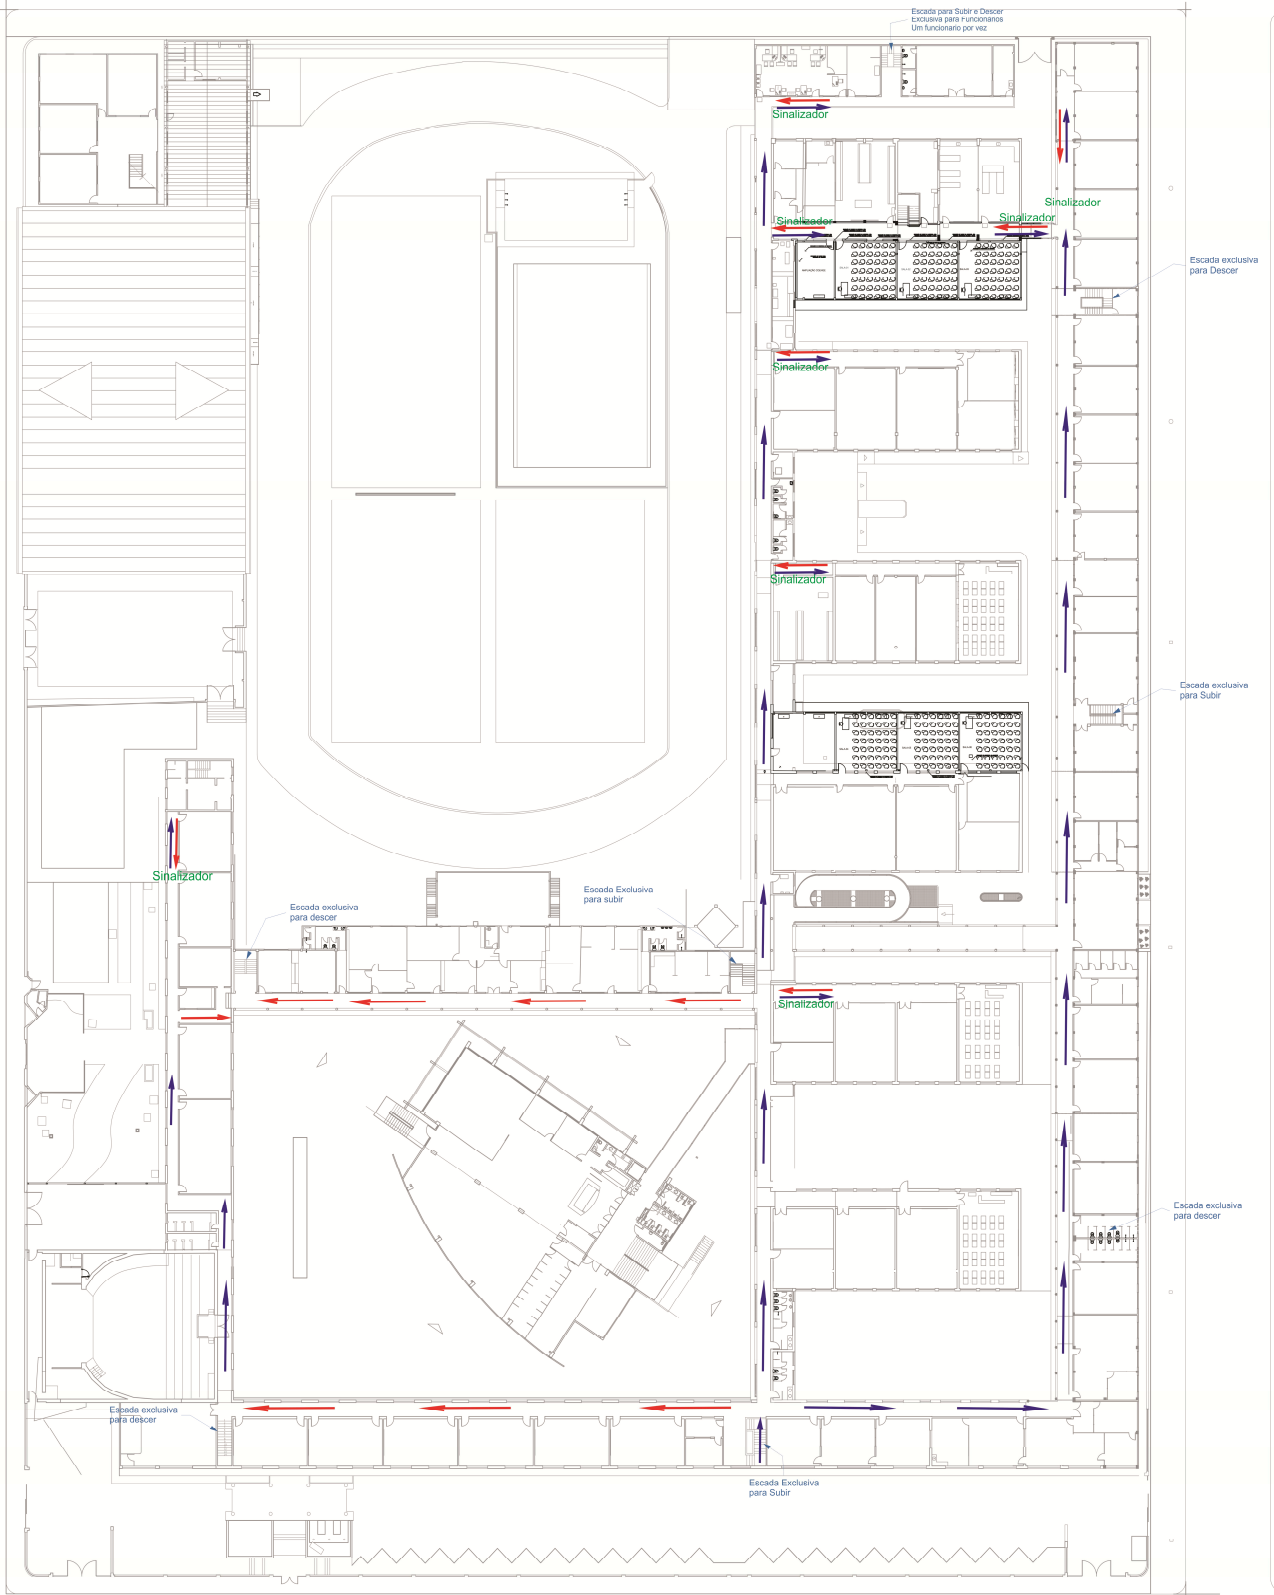 Escada para Subir e Descer
Exclusiva para Funcionários
Um funcionario por vez
Sinalizador
Sinalizador
Sinalizador
Sinalizador
Escada exclusiva
para Descer
Sinalizador
Sinalizador
Escada exclusiva
para Subir
Sinalizador
Escada Exclusiva
para subir
Escada exclusiva
para descer
Sinalizador
Escada exclusiva
para descer
Escada exclusiva
para descer
Escada Exclusiva
para Subir